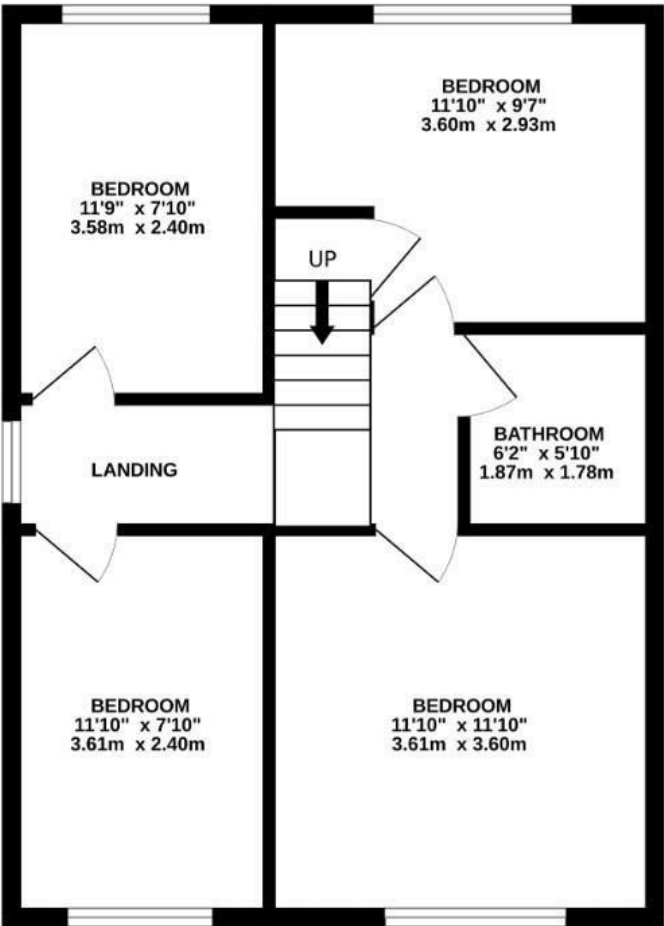 BEDROOM
11'10" x 9'7"
3.60m x 2.93m
BEDROOM
11'9" x 7'10"
3.58m x 2.40m
UP
BATHROOM
6'2" x 5'10"
1.87m x 1.78m
LANDING
BEDROOM
11'10" x 7'10"
3.61m x 2.40m
BEDROOM
11'10" x 11'10"
3.61m x 3.60m